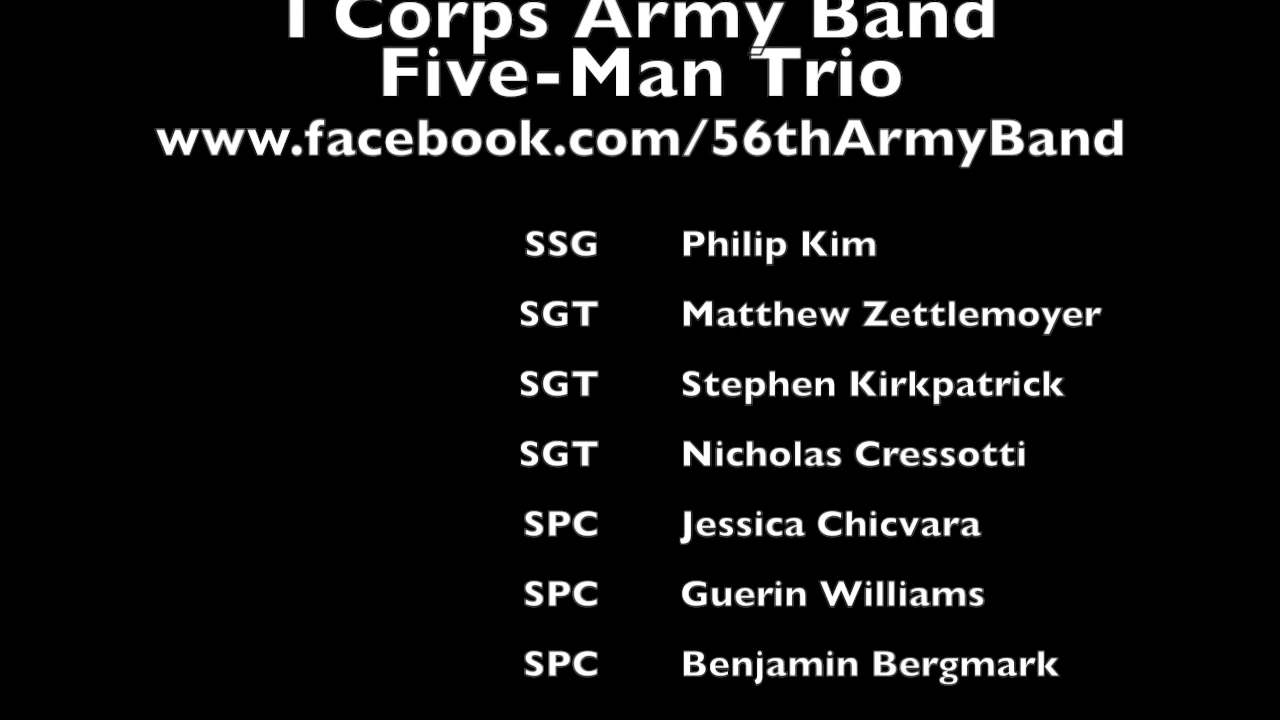 I Corps Army Band
Five-Man Trio
www.facebook.com/56thArmyBand
SSG Philip Kim
SGT Matthew Zettlemoyer
SGT Stephen Kirkpatrick
SGT Nicholas Cressotti
SPC Jessica Chicvara
SPC Guerin Williams
SPC Benjamin Bergmark